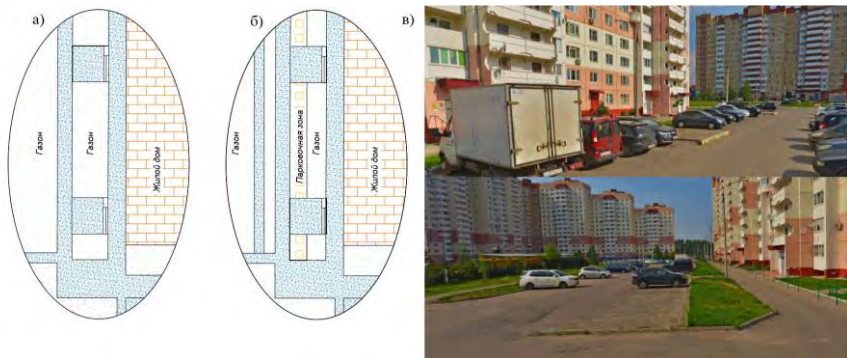 а)
Газон
Газон
Жилой дом
б)
Газон
Парковочная зона
Газон
Жилой дом
в)